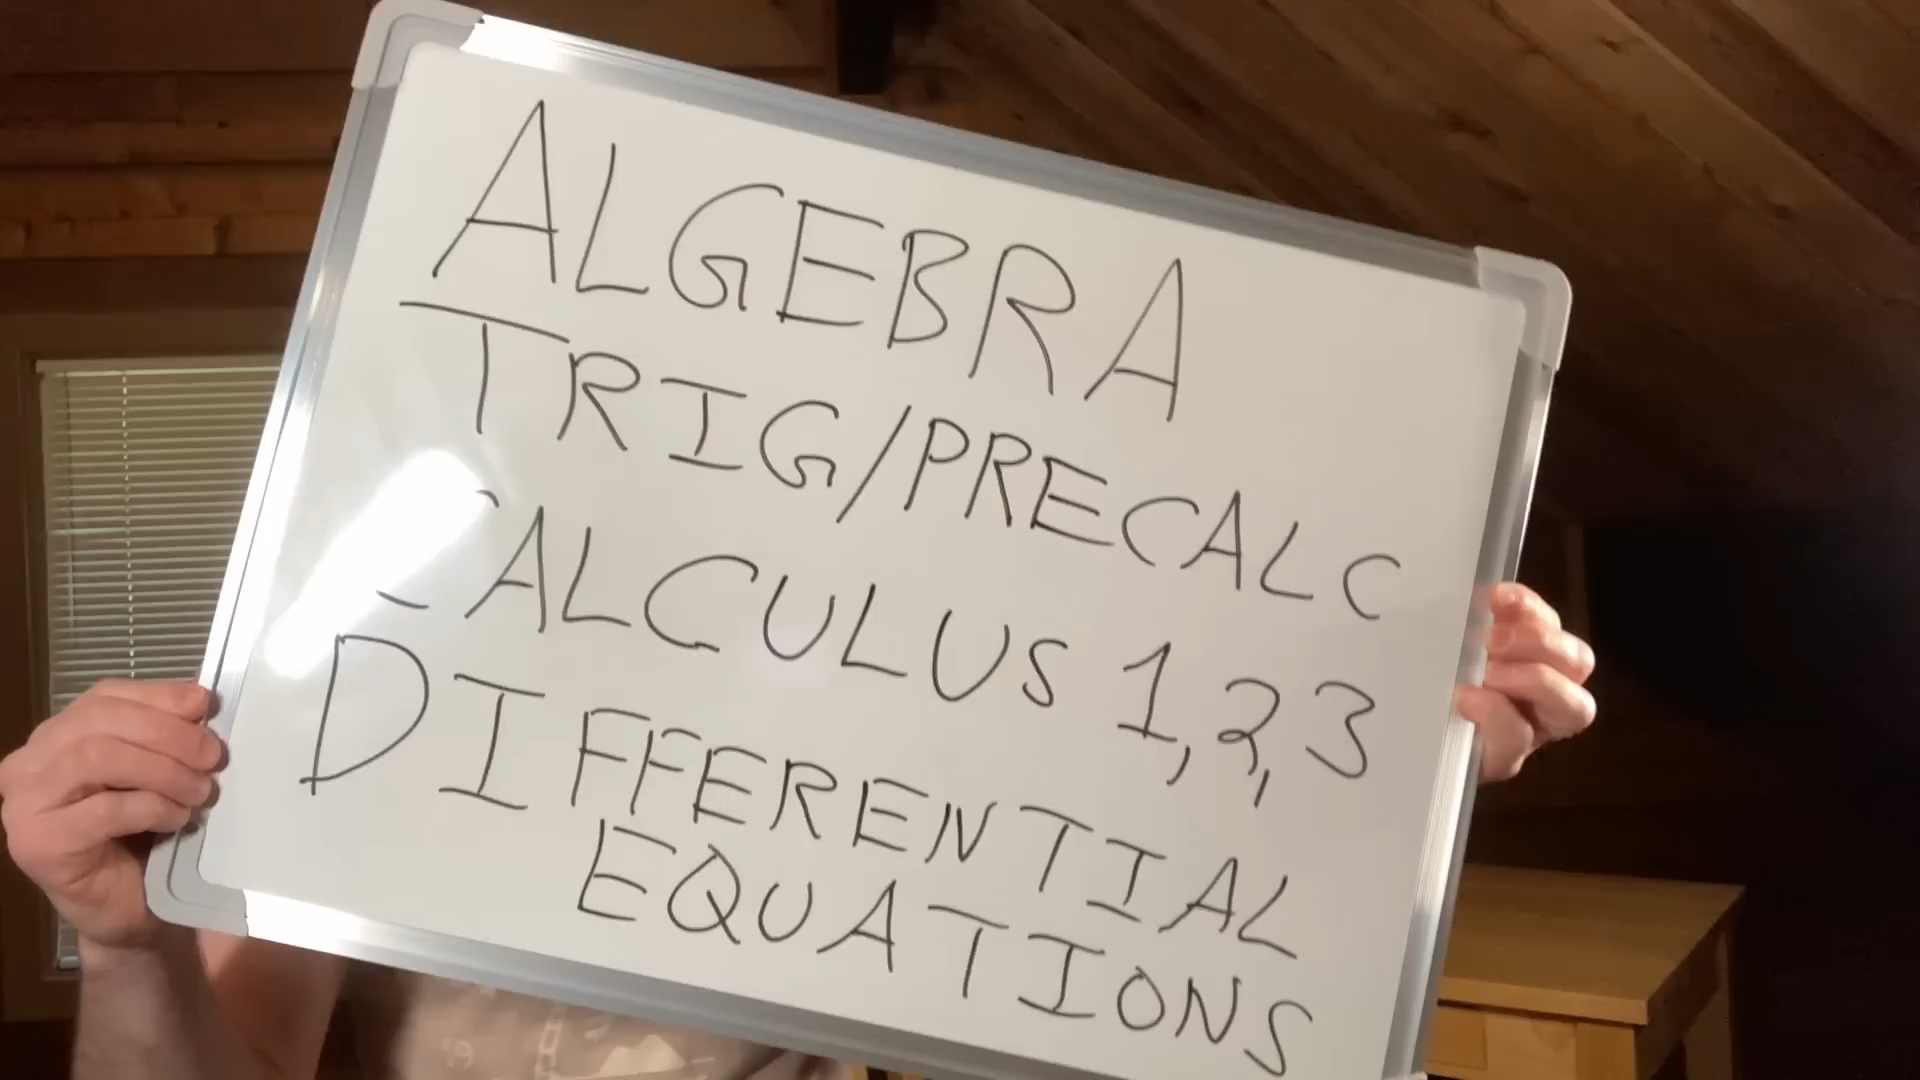 ALGEBRA
TRIG/PRECALC
CALCULUS 1,2,3
DIFFERENTIAL
EQUATIONS